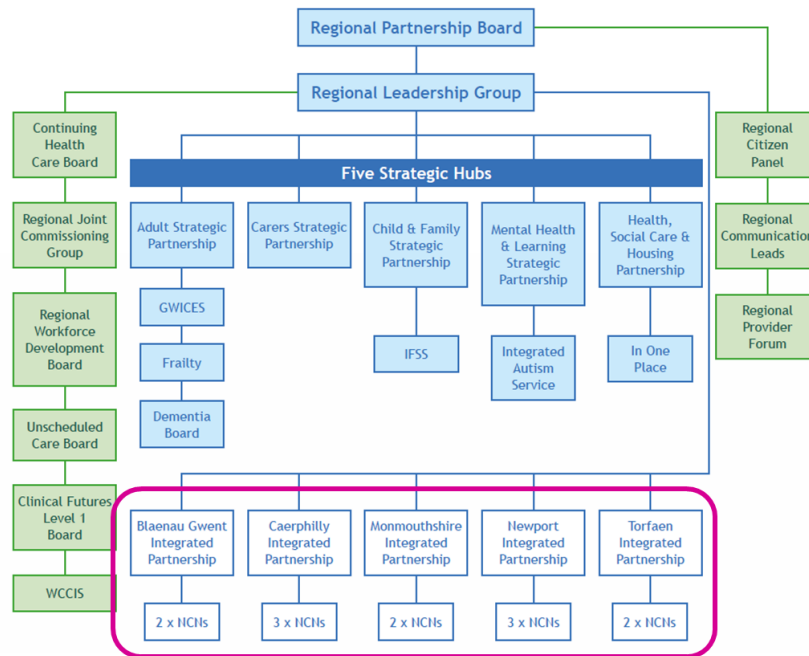 Regional Partnership Board
Regional Leadership Group
Continuing
Health
Care Board
Regional
Citizen
Panel
Five Strategic Hubs
Regional Joint
Commissioning
Group
Adult Strategic
Partnership
Carers Strategic
Partnership
Child & Family
Strategic
Partnership
Mental Health
& Learning
Strategic
Partnership
Health,
Social Care &
Housing
Partnership
Regional
Communication
Leads
Regional
Workforce
Development
Board
GWICES
Regional
Provider
Forum
Frailty
IFSS
Integrated
Autism
Service
In One
Place
Unscheduled
Care Board
Dementia
Board
Clinical Futures
Level 1
Board
Blaenau Gwent
Integrated
Partnership
Caerphilly
Integrated
Partnership
Monmouthshire
Integrated
Partnership
Newport
Integrated
Partnership
Torfaen
Integrated
Partnership
WCCIS
2 x NCNs
3 x NCNs
2 x NCNs
3 x NCNs
2 x NCNs